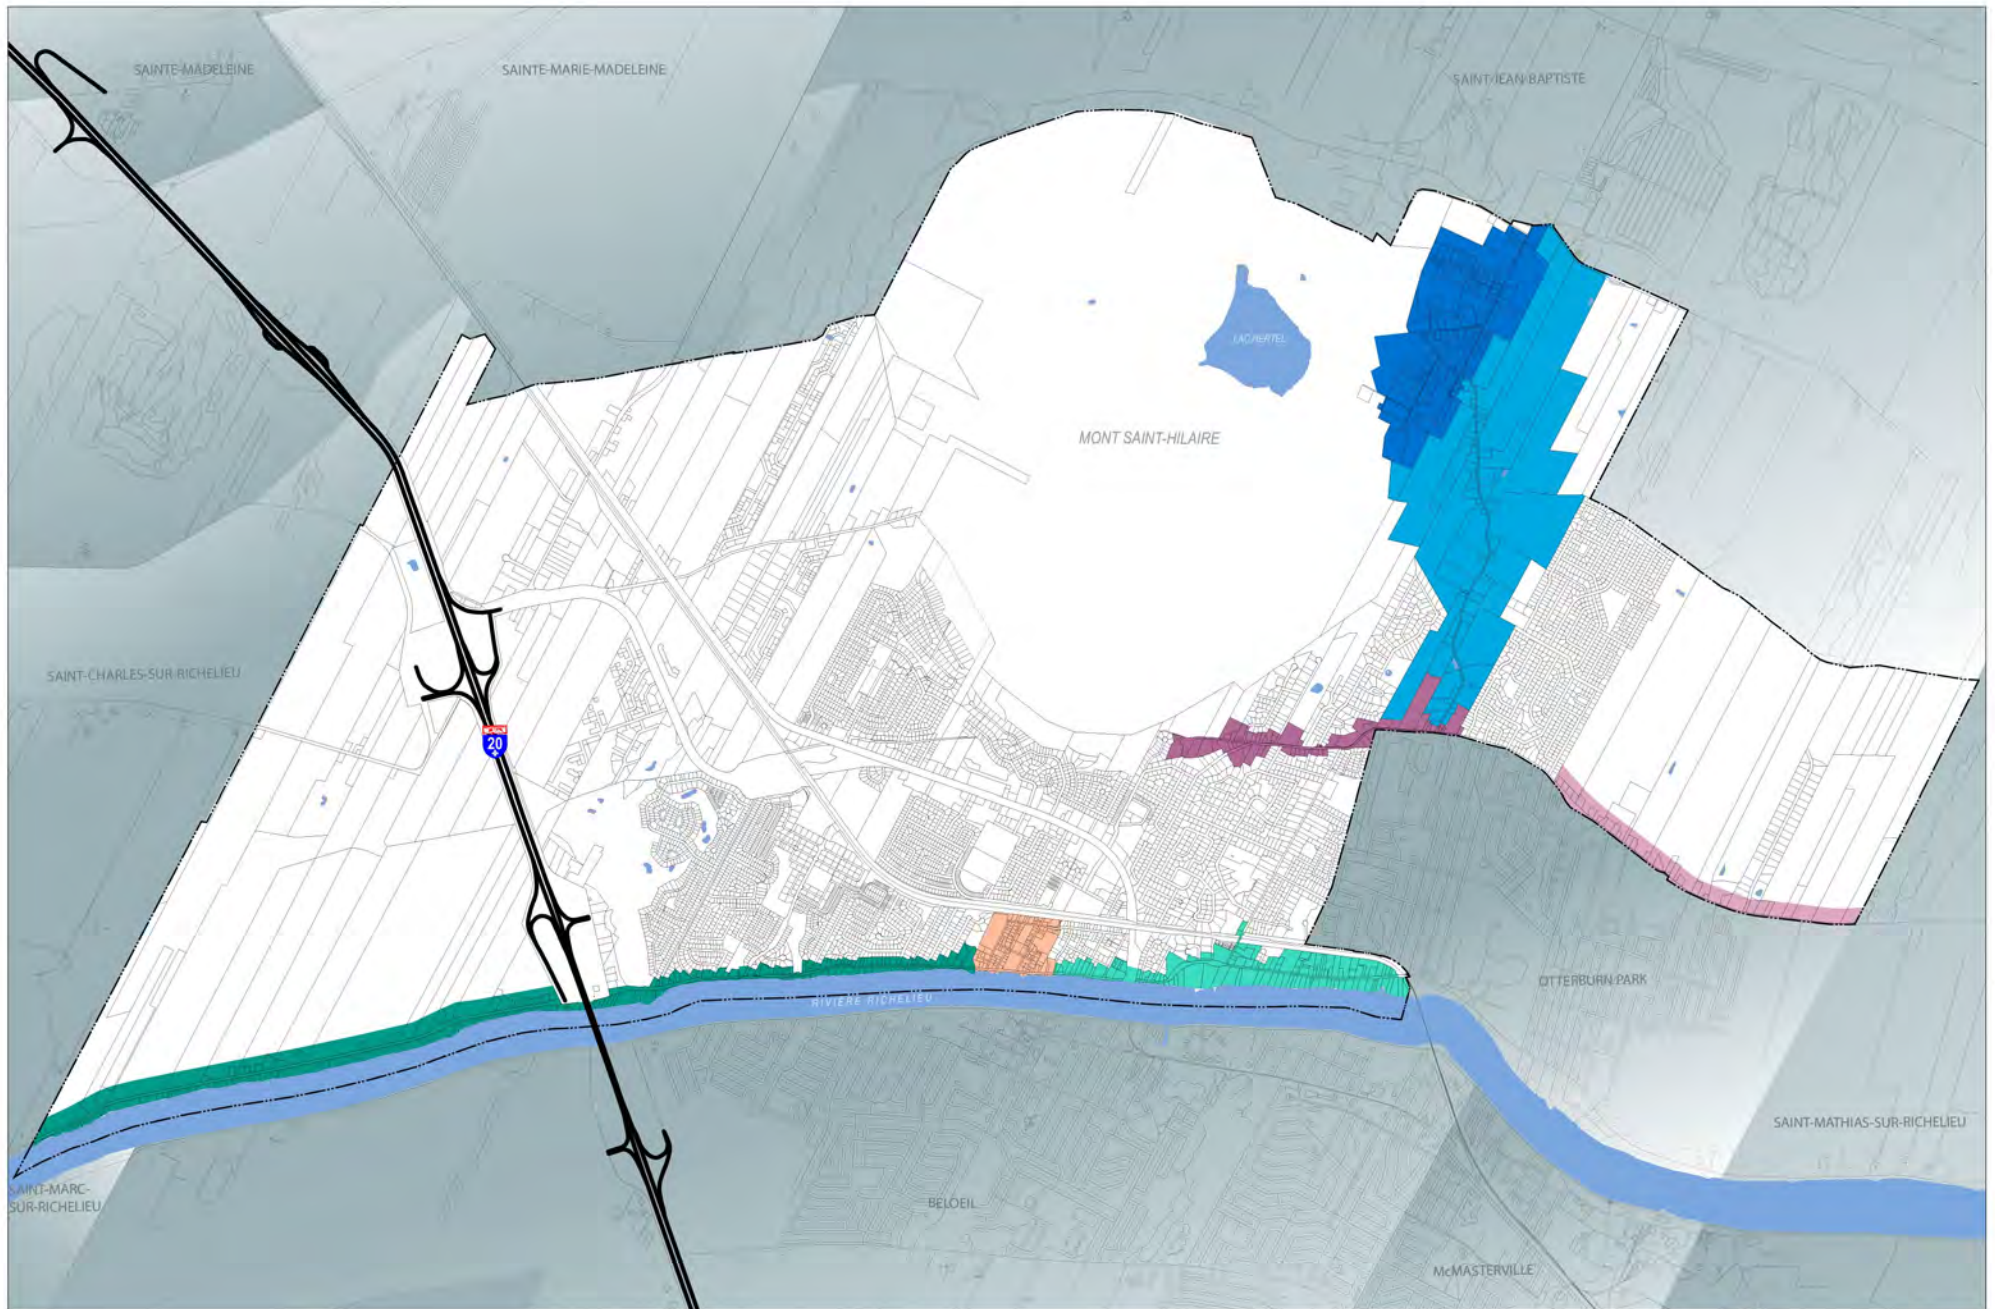 SAINTE-MADELEINE
SAINTE-MARIE-MADELEINE
SAINT-JEAN-BAPTISTE
LAC HERTEL
MONT SAINT-HILAIRE
SAINT-CHARLES-SUR-RICHELIEU
20
RIVIÈRE RICHELIEU
OTTERBURN PARK
SAINT-MATHIAS-SUR-RICHELIEU
SAINT-MARC-
SUR-RICHELIEU
BELOEIL
McMASTERVILLE